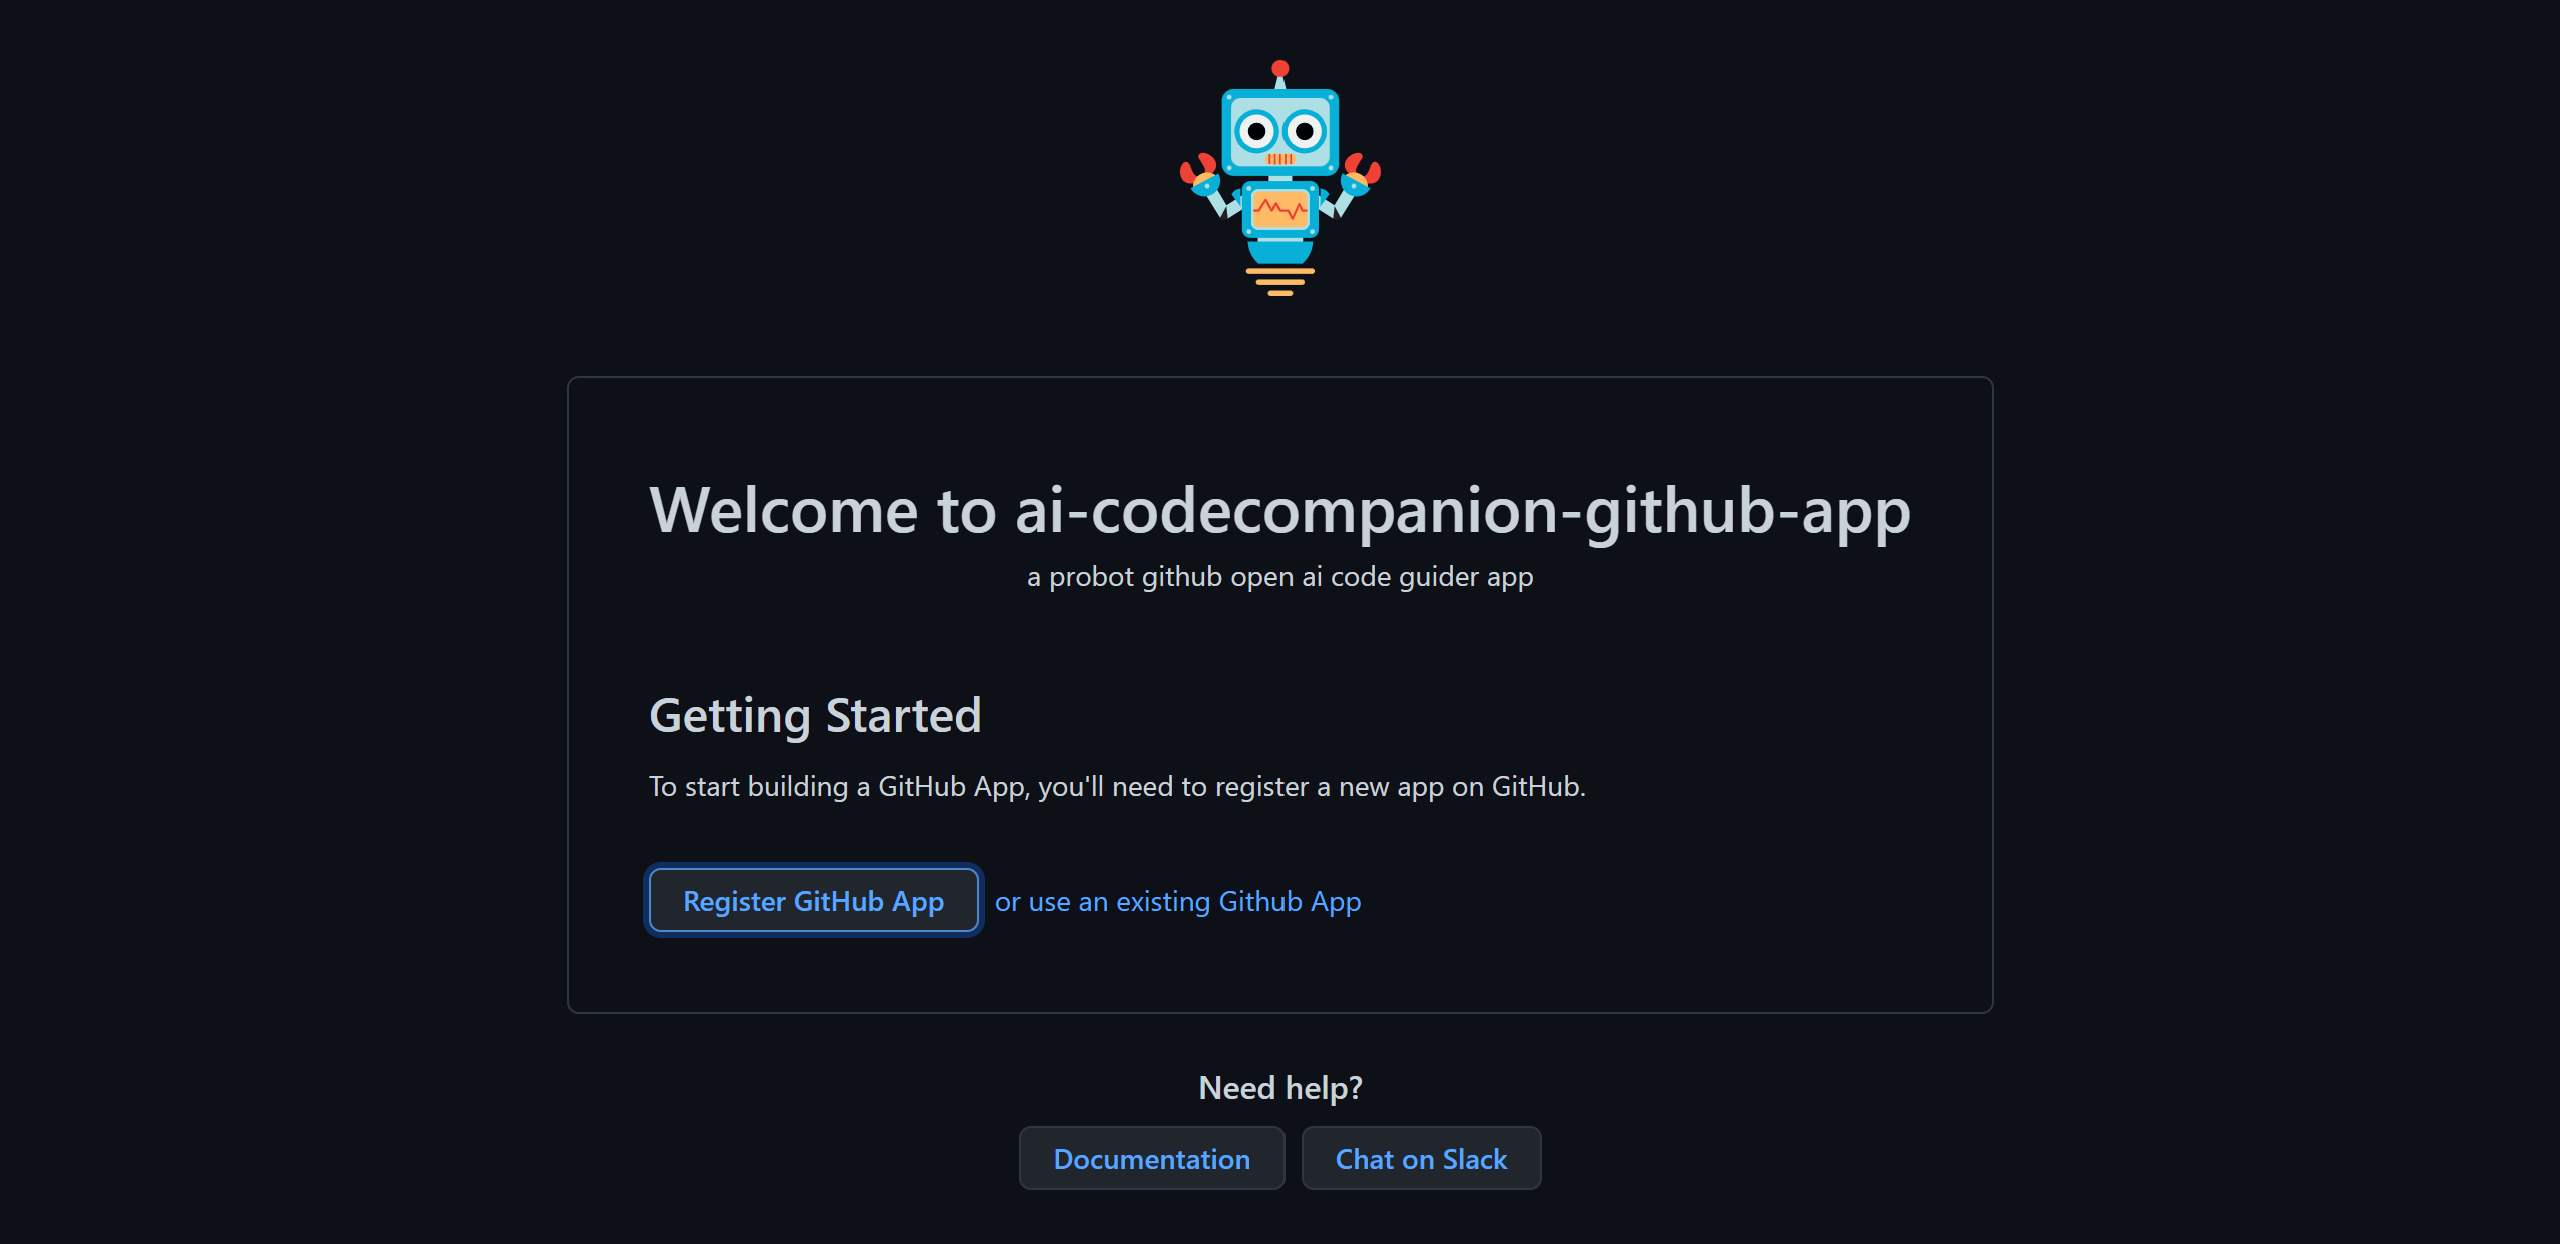 Welcome to ai-codecompanion-github-app
a probot github open ai code guider app
Getting Started
To start building a GitHub App, you'll need to register a new app on GitHub.
Register GitHub App or use an existing Github App
Need help?
Documentation Chat on Slack